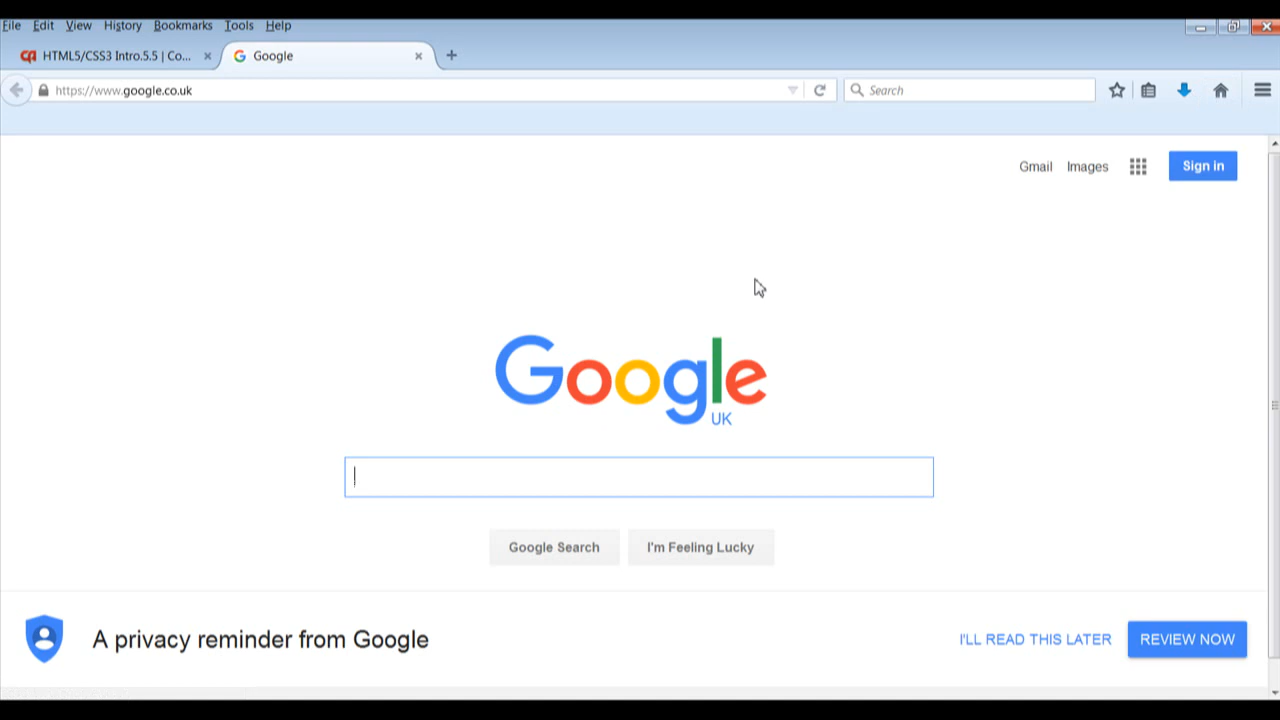 File Edit View History Bookmarks Tools Help
HTML5/CSS3 Intro.5.5 | Co... Google
https://www.google.co.uk Search
Gmail Images Sign in
Google
UK
Google Search I'm Feeling Lucky
A privacy reminder from Google I'LL READ THIS LATER REVIEW NOW